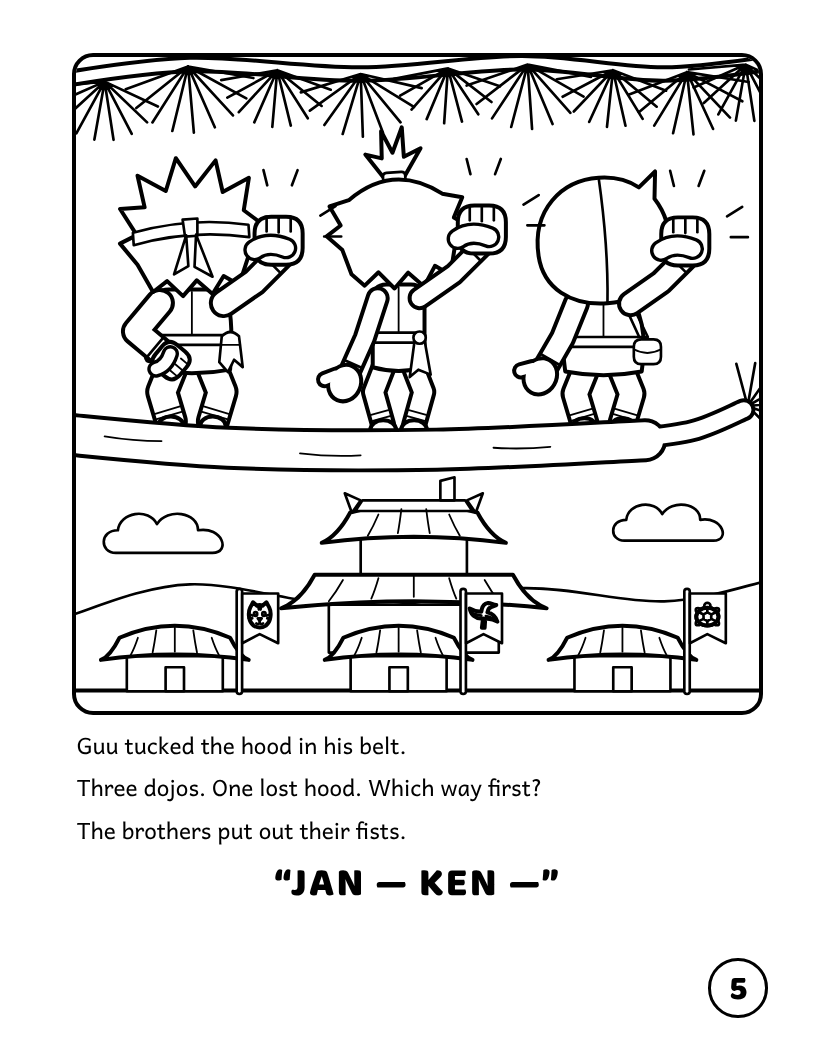 Guu tucked the hood in his belt.
Three dojos. One lost hood. Which way first?
The brothers put out their fists.
“JAN — KEN —”
5